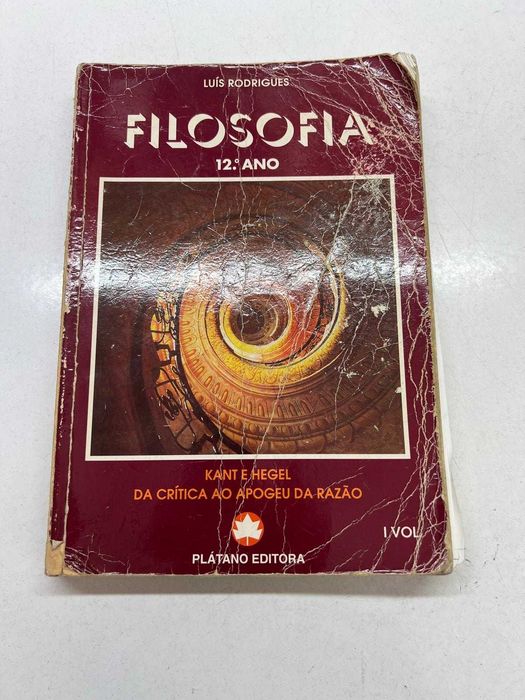 LUÍS RODRIGUES
FILOSOFIA
12.º ANO
KANT E HEGEL
DA CRÍTICA AO APOGEU DA RAZÃO
I VOL.
PLÁTANO EDITORA